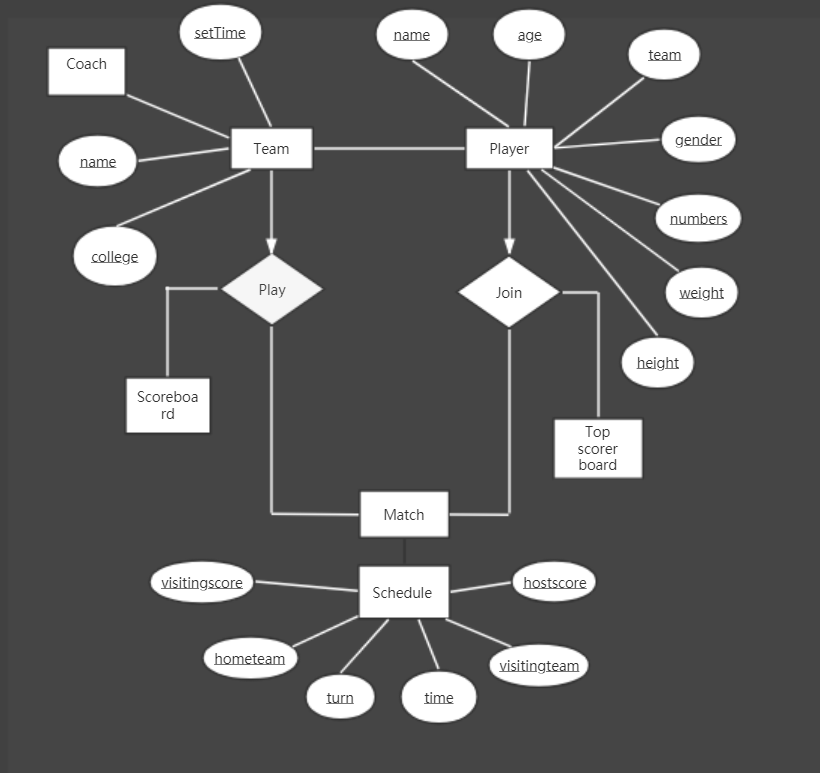 setTime
name
age
Coach
team
Team
Player
gender
name
numbers
college
Play
Join
weight
height
Scoreboa
rd
Top
scorer
board
Match
visitingscore
Schedule
hostscore
hometeam
visitingteam
turn
time